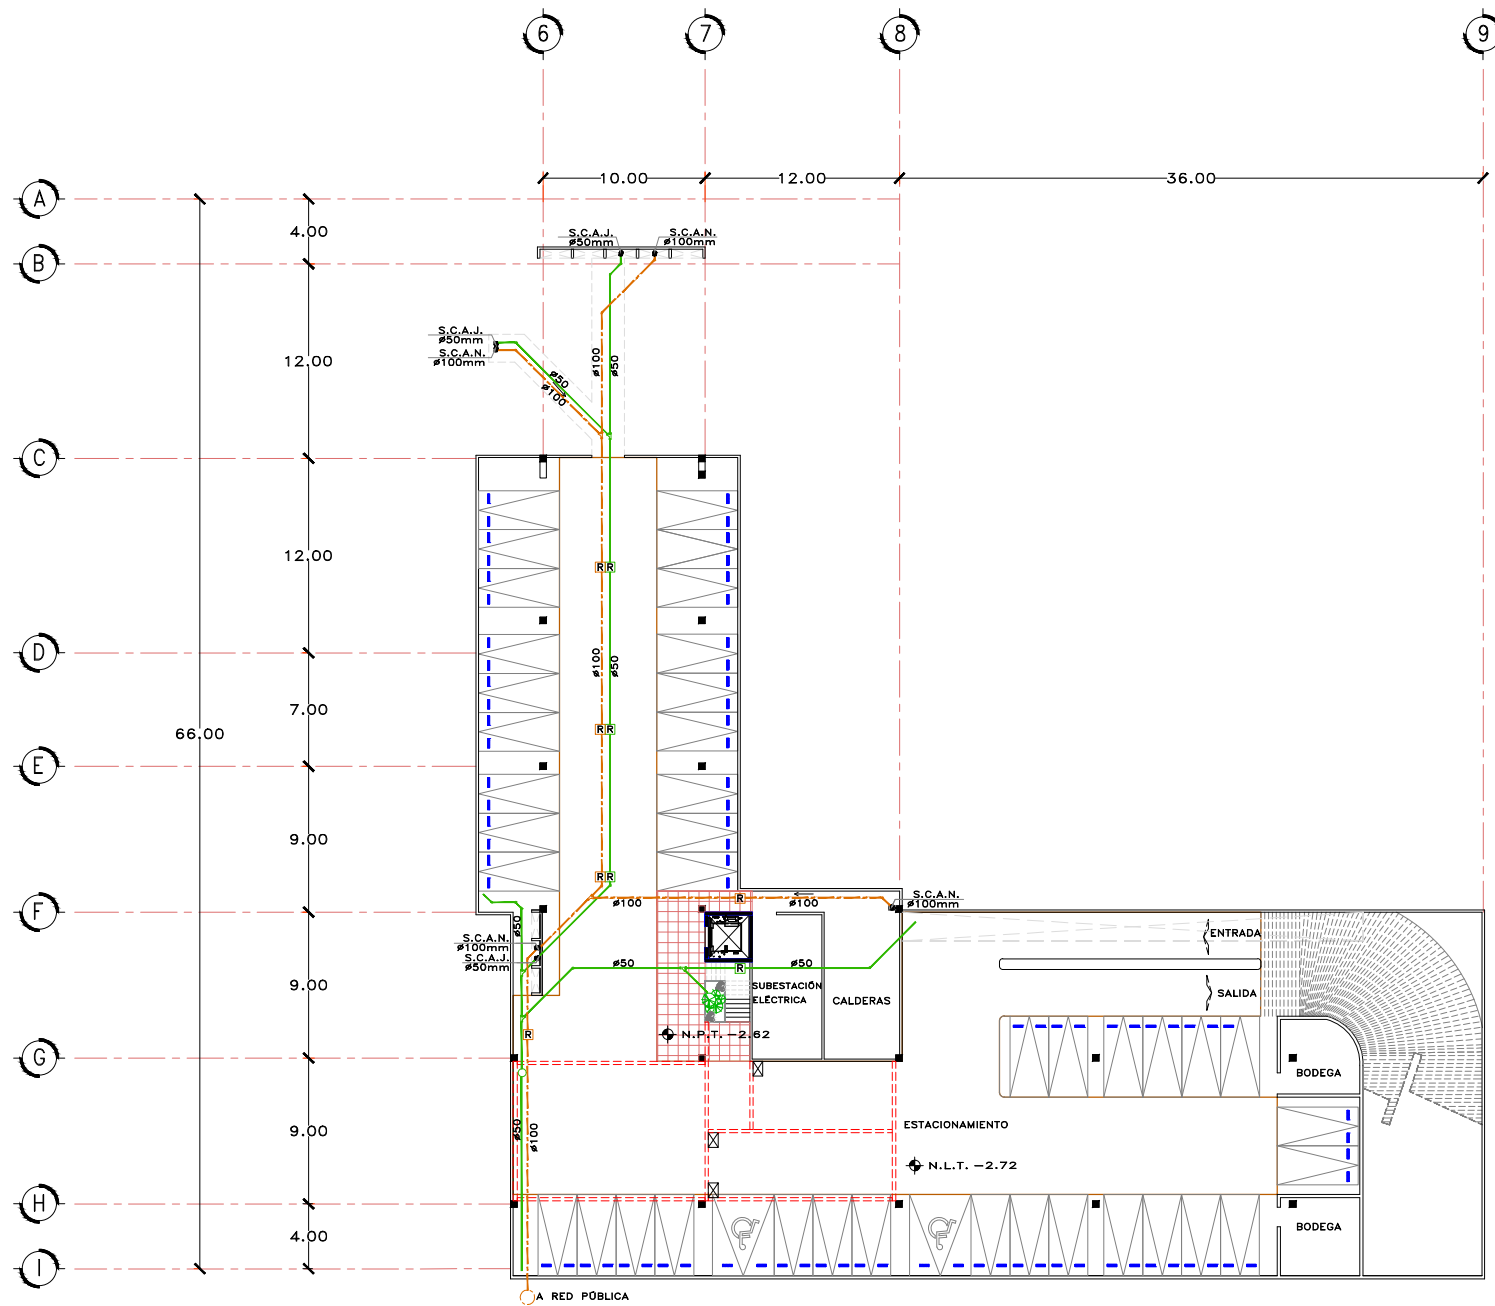 6
7
8
9
10.00
12.00
36.00
A
4.00
S.C.A.J.
ø50mm
S.C.A.N.
ø100mm
B
S.C.A.J.
ø50mm
S.C.A.N.
ø100mm
12.00
ø100
ø50
ø50
ø100
C
12.00
ø100
ø50
R R
D
7.00
66.00
R R
E
9.00
R R
F
ø50
ø100
R
ø100
S.C.A.N.
ø100mm
S.C.A.N.
ø100mm
S.C.A.J.
ø50mm
ENTRADA
9.00
ø50
R
ø50
SUBESTACIÓN
ELÉCTRICA
CALDERAS
SALIDA
R
N.P.T. -2.62
G
BODEGA
9.00
ø50
ø100
ESTACIONAMIENTO
N.L.T. -2.72
H
4.00
BODEGA
I
A RED PÚBLICA